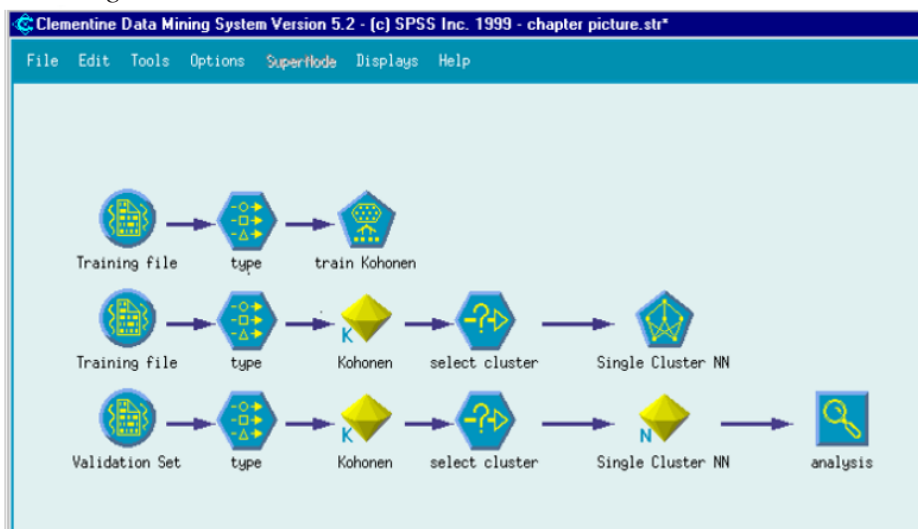 Clementine Data Mining System Version 5.2 - (c) SPSS Inc. 1999 - chapter picture.str*
File Edit Tools Options SuperNode Displays Help
Training file type train Kohonen
K
Training file type Kohonen select cluster Single Cluster NN
K N
Validation Set type Kohonen select cluster Single Cluster NN analysis